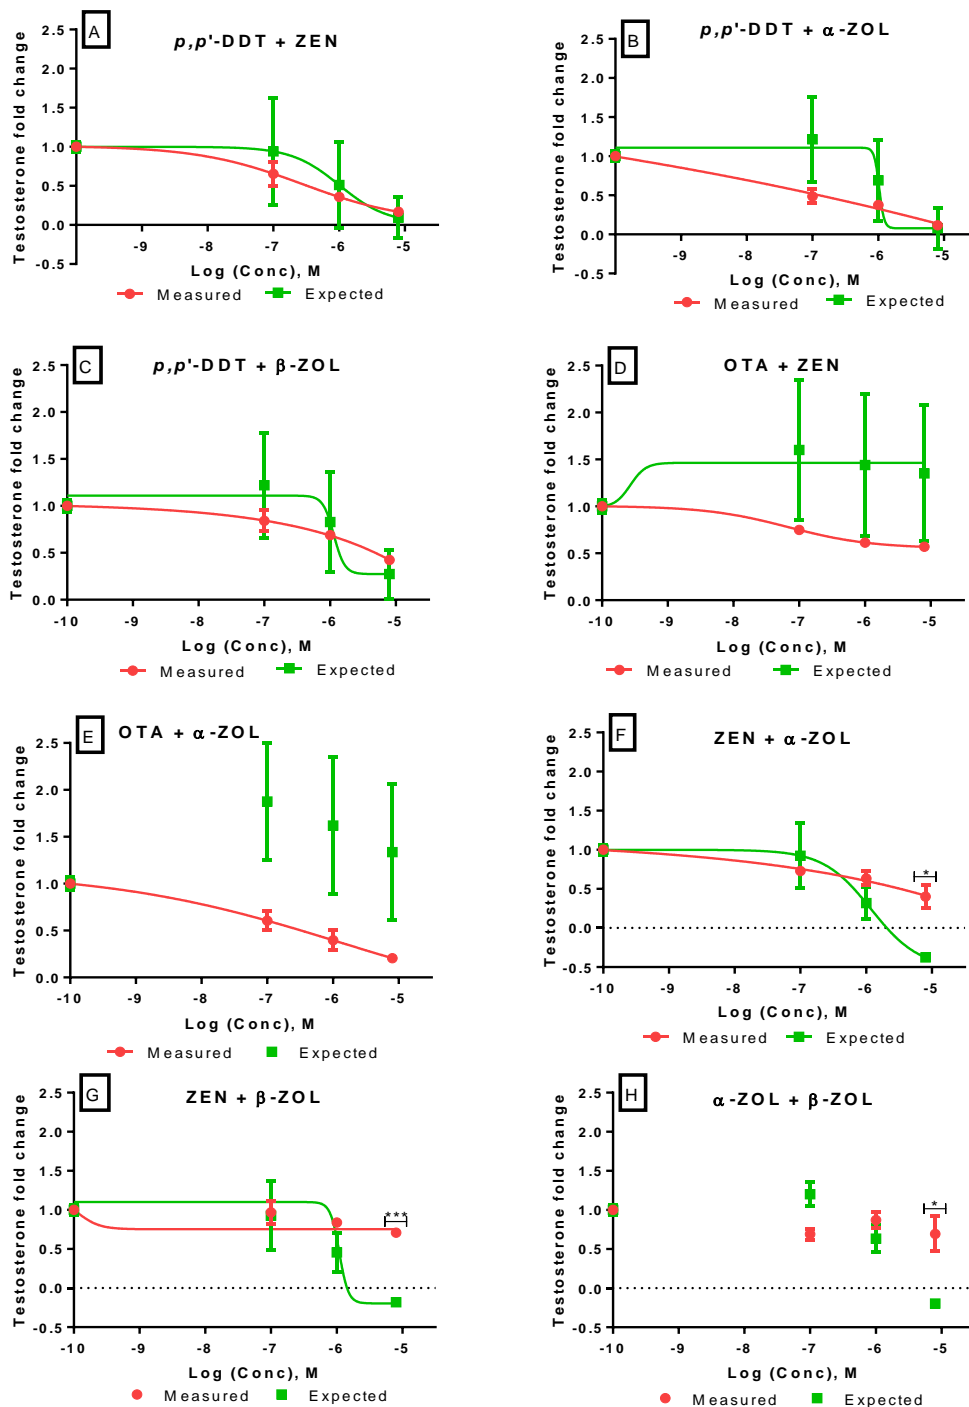 A
p,p'-DDT + ZEN
Testosterone fold change
2.5
2.0
1.5
1.0
0.5
0.0
-0.5
-9 -8 -7 -6 -5
Log (Conc), M
Measured Expected
B
p,p'-DDT + α-ZOL
Testosterone fold change
2.5
2.0
1.5
1.0
0.5
0.0
-0.5
-9 -8 -7 -6 -5
Log (Conc), M
Measured Expected
C
p,p'-DDT + β-ZOL
Testosterone fold change
2.5
2.0
1.5
1.0
0.5
0.0
-10 -9 -8 -7 -6 -5
Log (Conc), M
Measured Expected
D
OTA + ZEN
Testosterone fold change
2.5
2.0
1.5
1.0
0.5
0.0
-10 -9 -8 -7 -6 -5
Log (Conc), M
Measured Expected
E
OTA + α-ZOL
Testosterone fold change
2.5
2.0
1.5
1.0
0.5
0.0
-10 -9 -8 -7 -6 -5
Log (Conc), M
Measured Expected
F
ZEN + α-ZOL
Testosterone fold change
2.5
2.0
1.5
1.0
0.5
0.0
-0.5
*
-10 -9 -8 -7 -6 -5
Log (Conc), M
Measured Expected
G
ZEN + β-ZOL
Testosterone fold change
2.5
2.0
1.5
1.0
0.5
0.0
-0.5
***
-10 -9 -8 -7 -6 -5
Log (Conc), M
Measured Expected
H
α-ZOL + β-ZOL
Testosterone fold change
2.5
2.0
1.5
1.0
0.5
0.0
-0.5
*
-10 -9 -8 -7 -6 -5
Log (Conc), M
Measured Expected